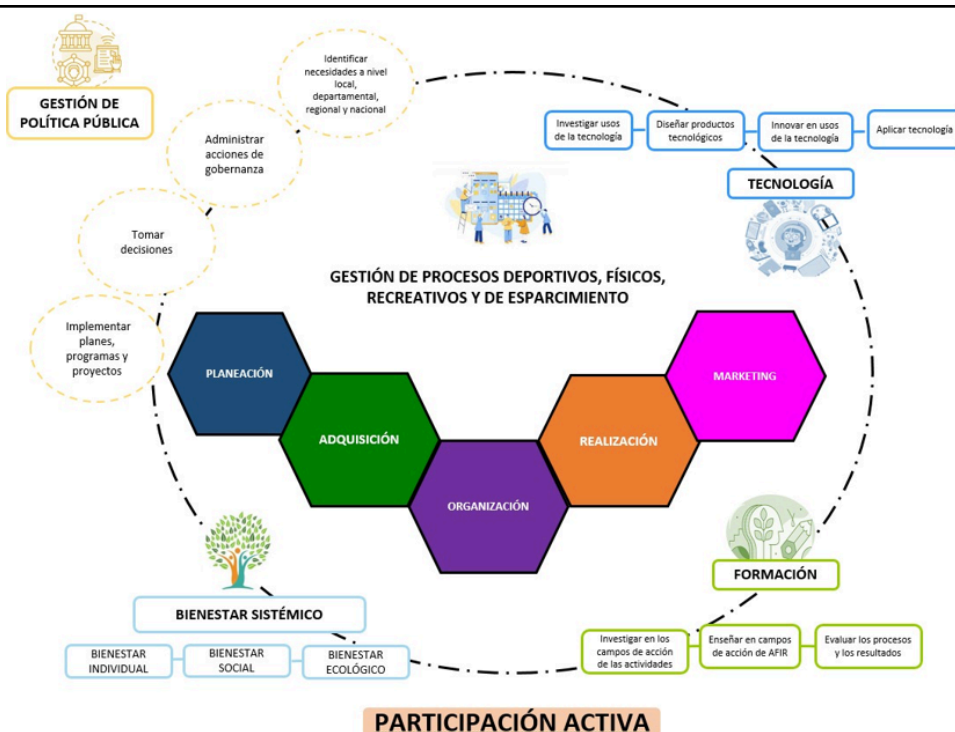 GESTIÓN DE
POLÍTICA PÚBLICA
Identificar
necesidades a nivel
local,
departamental,
regional y nacional
Administrar
acciones de
gobernanza
Tomar
decisiones
Implementar
planes,
programas y
proyectos
Investigar usos
de la tecnología
Diseñar productos
tecnológicos
Innovar en usos
de la tecnología
Aplicar tecnología
TECNOLOGÍA
GESTIÓN DE PROCESOS DEPORTIVOS, FÍSICOS,
RECREATIVOS Y DE ESPARCIMIENTO
PLANEACIÓN
ADQUISICIÓN
ORGANIZACIÓN
REALIZACIÓN
MARKETING
BIENESTAR SISTÉMICO
BIENESTAR
INDIVIDUAL
BIENESTAR
SOCIAL
BIENESTAR
ECOLÓGICO
FORMACIÓN
Investigar en los
campos de acción
de las actividades
Enseñar en campos
de acción de AFIR
Evaluar los procesos
y los resultados
PARTICIPACIÓN ACTIVA